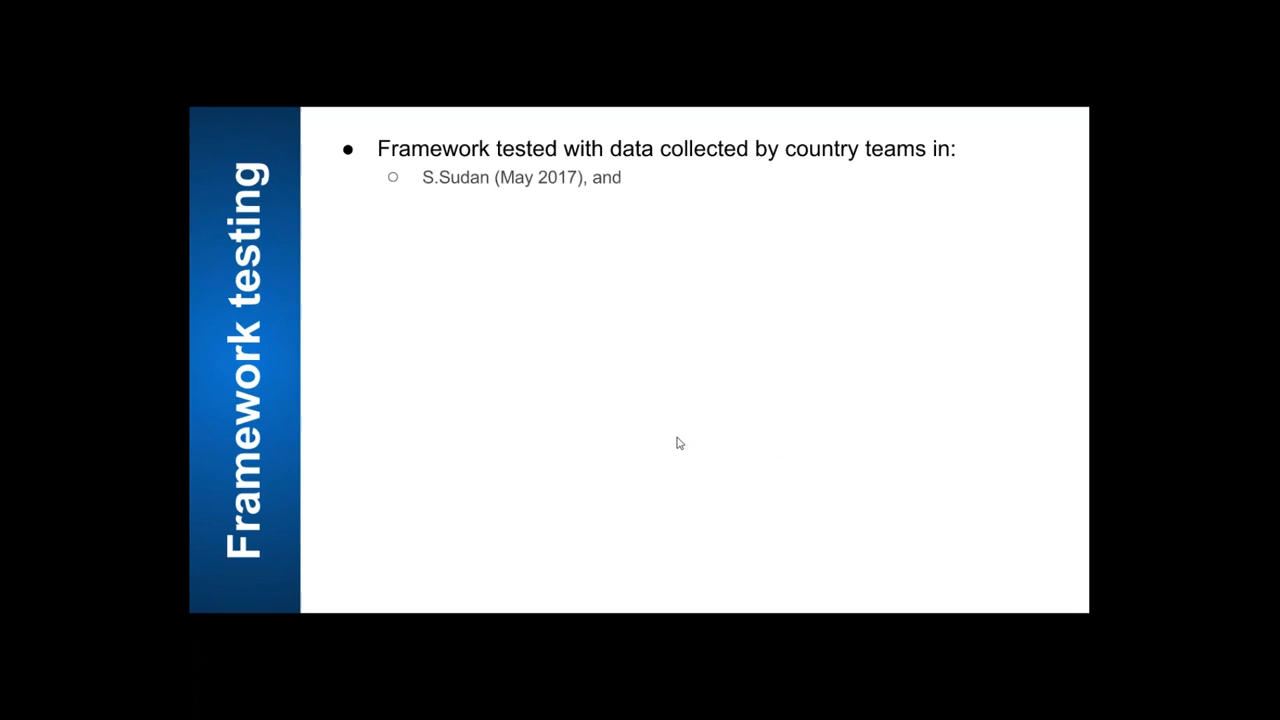 Framework testing
● Framework tested with data collected by country teams in:
○ S.Sudan (May 2017), and